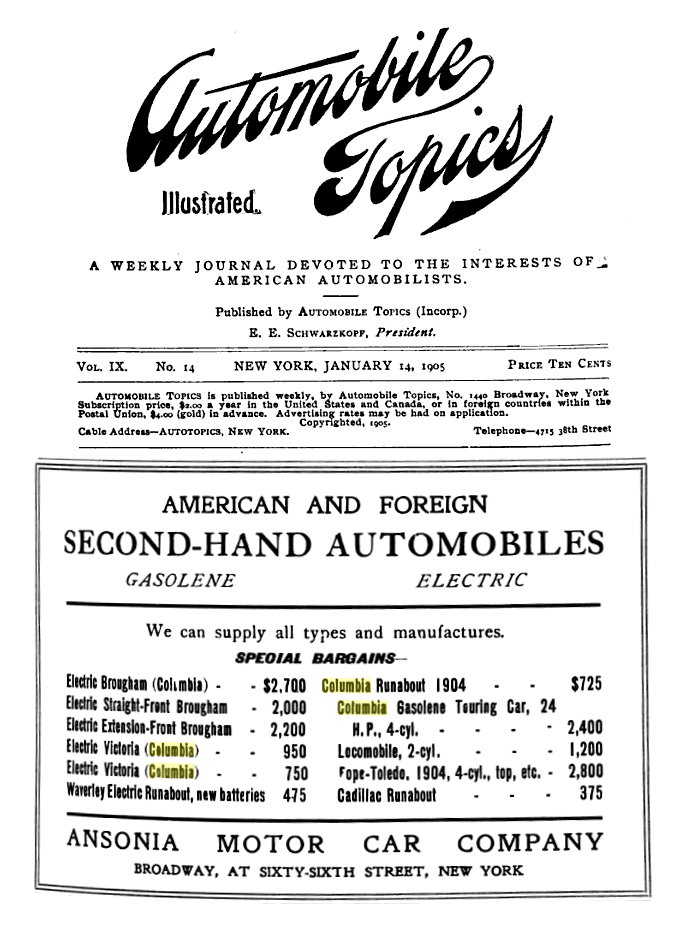 Automobile
Topics
Illustrated.
A WEEKLY JOURNAL DEVOTED TO THE INTERESTS OF
AMERICAN AUTOMOBILISTS.
Published by AUTOMOBILE TOPICS (Incorp.)
E. E. SCHWARZKOPF, President.
VOL. IX. No. 14 NEW YORK, JANUARY 14, 1905 PRICE TEN CENTS
AUTOMOBILE TOPICS is published weekly, by Automobile Topics, No. 1440 Broadway, New York
Subscription price, $2.00 a year in the United States and Canada, or in foreign countries within the
Postal Union, $4.00 (gold) in advance. Advertising rates may be had on application.
Copyrighted, 1905.
Cable Address—AUTOTOPICS, NEW YORK. Telephone—4715 38th Street
AMERICAN AND FOREIGN
SECOND-HAND AUTOMOBILES
GASOLENE ELECTRIC
We can supply all types and manufactures.
SPECIAL BARGAINS—
Electric Brougham (Columbia) - - $2,700
Electric Straight-Front Brougham - 2,000
Electric Extension-Front Brougham - 2,200
Electric Victoria (Columbia) - - 950
Electric Victoria (Columbia) - - 750
Waverley Electric Runabout, new batteries 475
Columbia Runabout 1904 - - $725
Columbia Gasolene Touring Car, 24
H.P., 4-cyl. - - - - 2,400
Locomobile, 2-cyl. - - - 1,200
Pope-Toledo, 1904, 4-cyl., top, etc. - 2,800
Cadillac Runabout - - - 375
ANSONIA MOTOR CAR COMPANY
BROADWAY, AT SIXTY-SIXTH STREET, NEW YORK